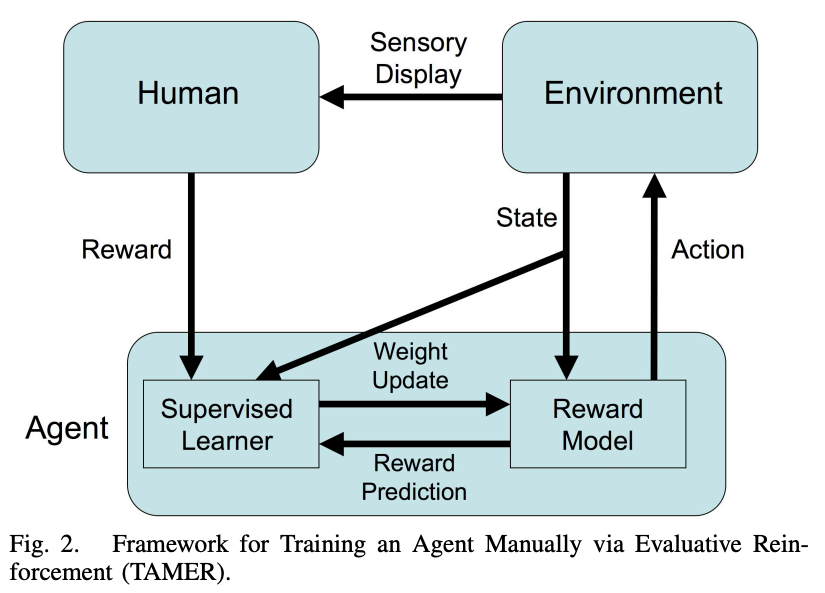 Human
Sensory
Display
Environment
Reward
State
Action
Agent
Weight
Update
Supervised
Learner
Reward
Model
Reward
Prediction
Fig. 2. Framework for Training an Agent Manually via Evaluative Rein-
forcement (TAMER).